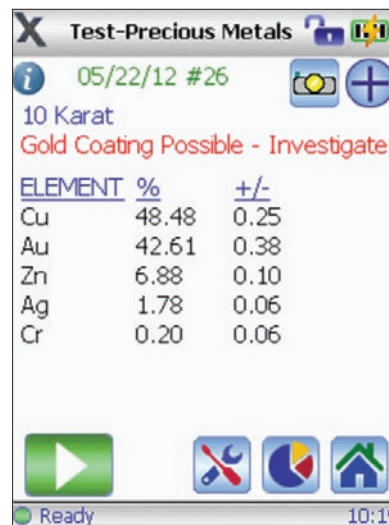 X Test-Precious Metals
i 05/22/12 #26
10 Karat
Gold Coating Possible - Investigate
ELEMENT % +/-
Cu 48.48 0.25
Au 42.61 0.38
Zn 6.88 0.10
Ag 1.78 0.06
Cr 0.20 0.06
Ready